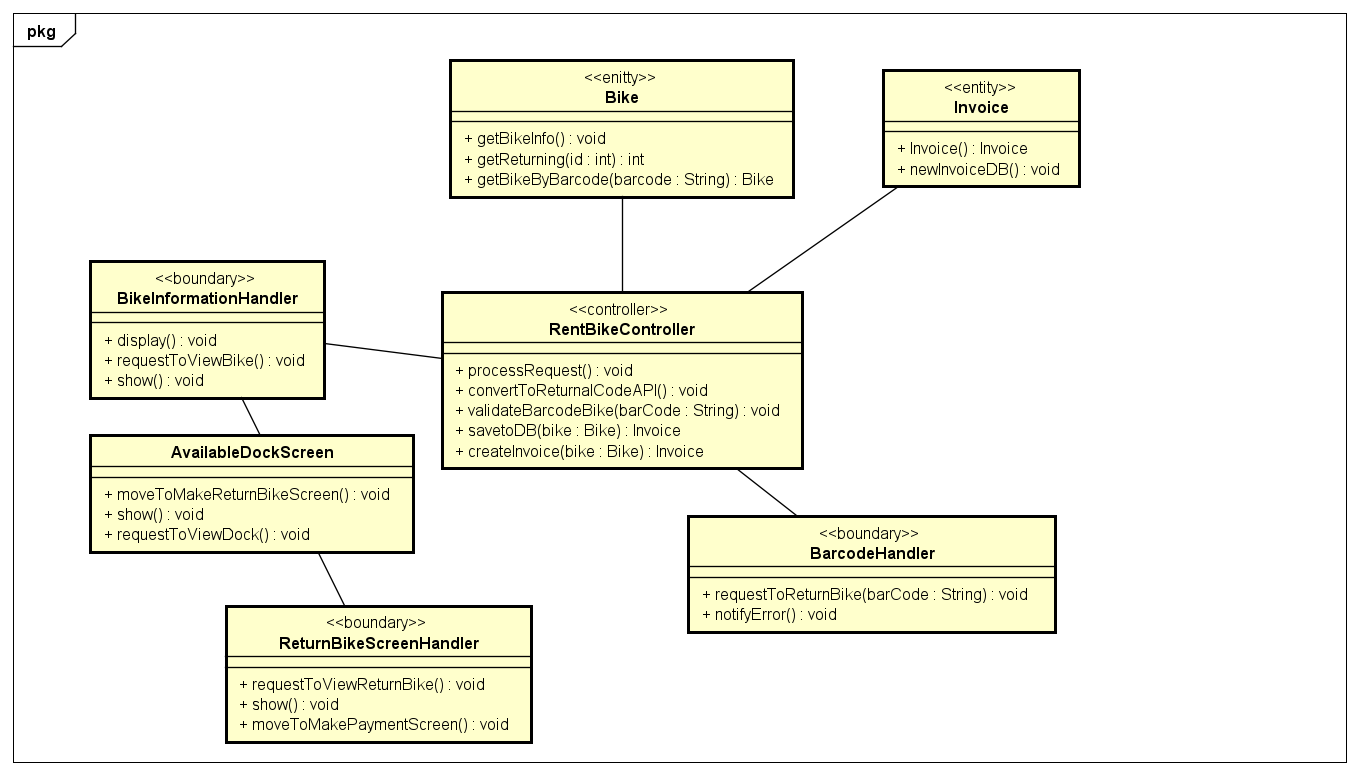 pkg
<<enitty>>
Bike
+ getBikeInfo() : void
+ getReturning(id : int) : int
+ getBikeByBarcode(barcode : String) : Bike
<<entity>>
Invoice
+ Invoice() : Invoice
+ newInvoiceDB() : void
<<boundary>>
BikeInformationHandler
+ display() : void
+ requestToViewBike() : void
+ show() : void
<<controller>>
RentBikeController
+ processRequest() : void
+ convertToReturnalCodeAPI() : void
+ validateBarcodeBike(barCode : String) : void
+ savetoDB(bike : Bike) : Invoice
+ createInvoice(bike : Bike) : Invoice
AvailableDockScreen
+ moveToMakeReturnBikeScreen() : void
+ show() : void
+ requestToViewDock() : void
<<boundary>>
BarcodeHandler
+ requestToReturnBike(barCode : String) : void
+ notifyError() : void
<<boundary>>
ReturnBikeScreenHandler
+ requestToViewReturnBike() : void
+ show() : void
+ moveToMakePaymentScreen() : void